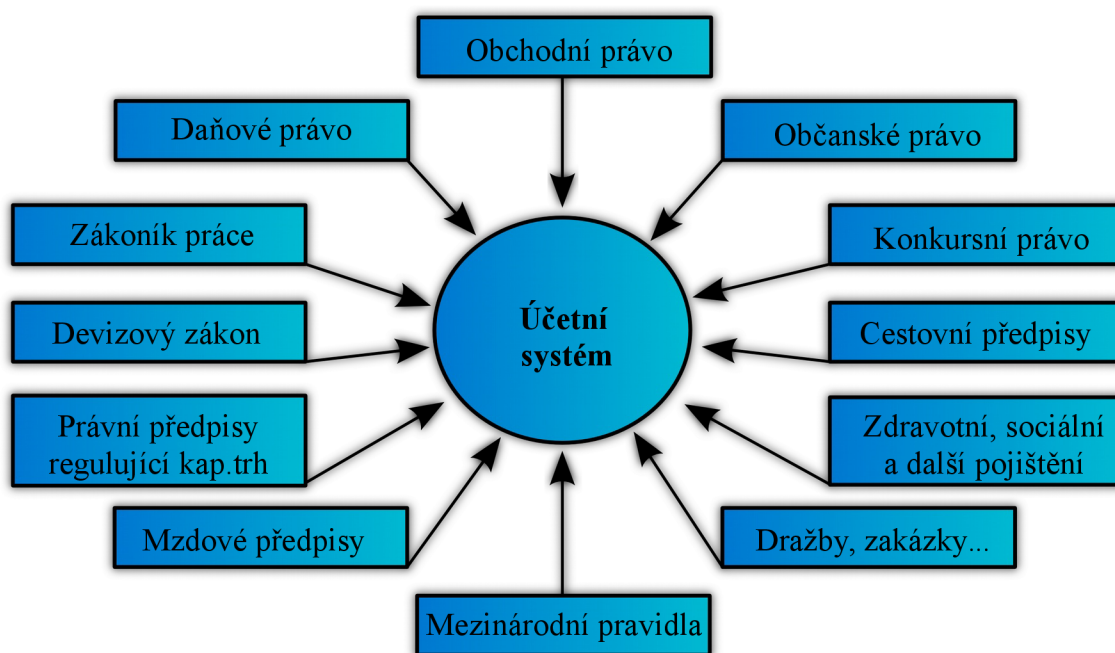 Obchodní právo
Daňové právo
Občanské právo
Zákoník práce
Konkursní právo
Účetní
systém
Devizový zákon
Cestovní předpisy
Právní předpisy
regulující kap.trh
Zdravotní, sociální
a další pojištění
Mzdové předpisy
Dražby, zakázky...
Mezinárodní pravidla